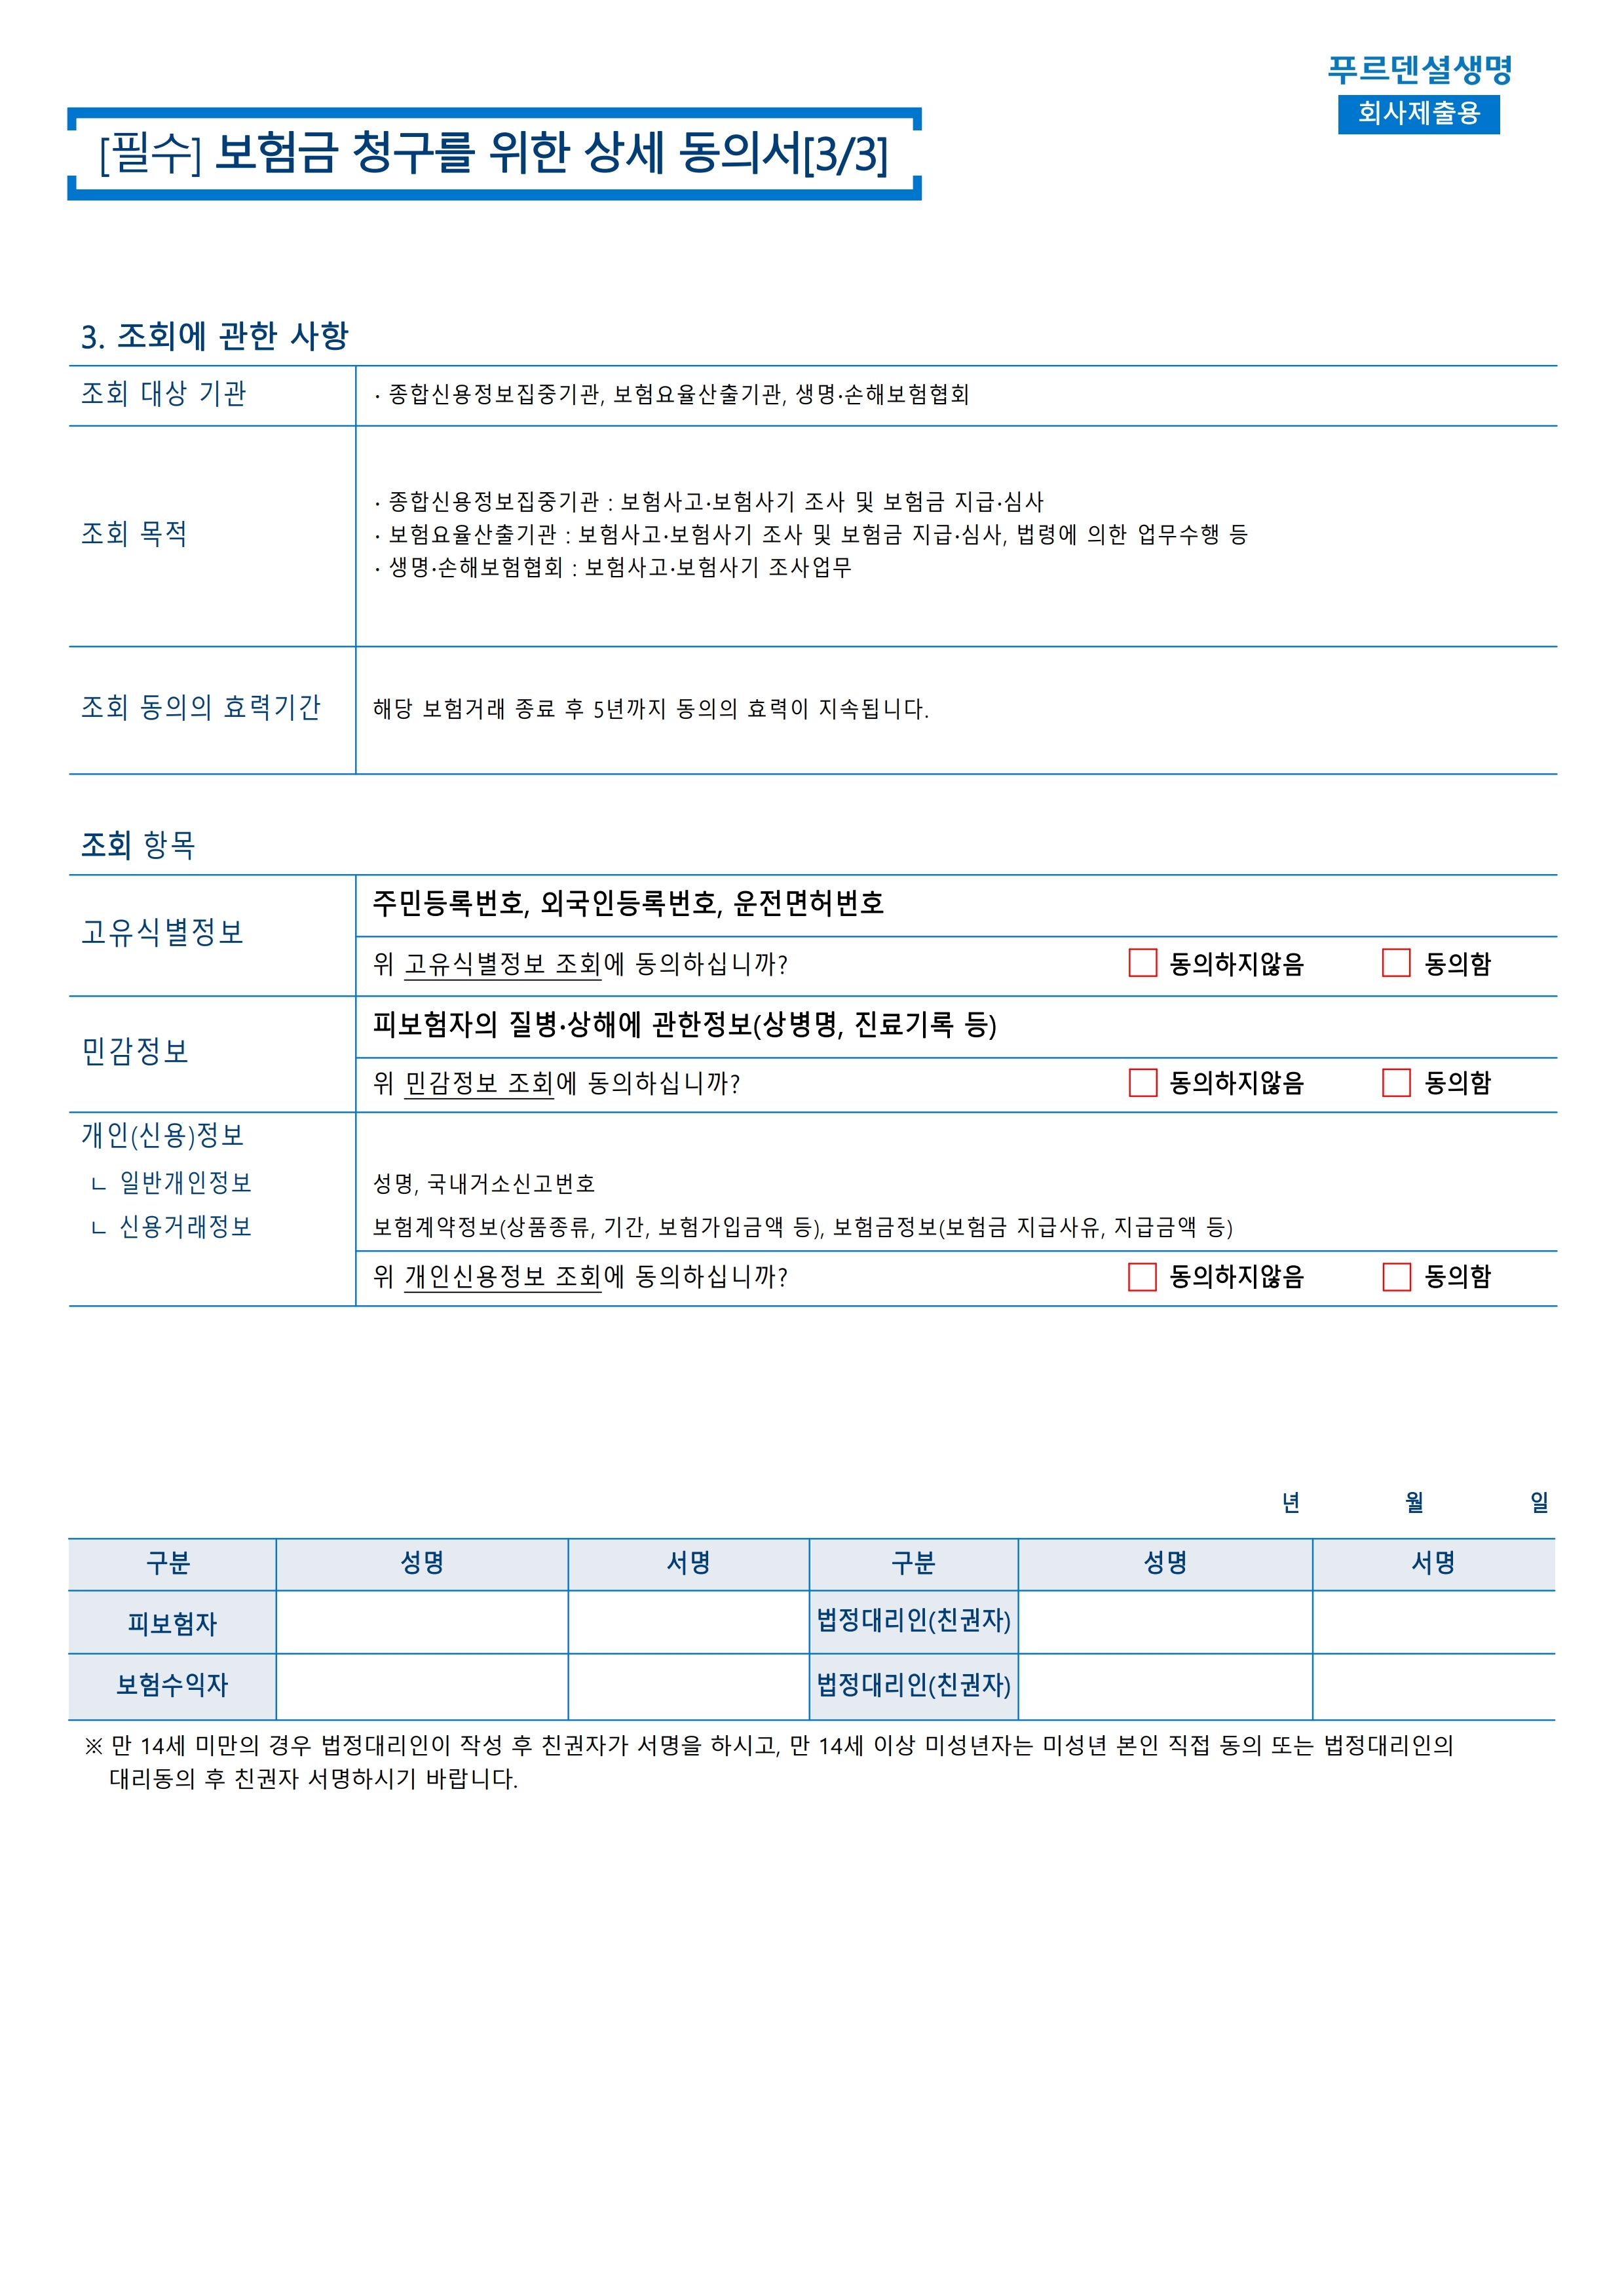 푸르덴셜생명
회사제출용
[필수] 보험금 청구를 위한 상세 동의서[3/3]
3. 조회에 관한 사항
조회 대상 기관
· 종합신용정보집중기관, 보험요율산출기관, 생명·손해보험협회
조회 목적
· 종합신용정보집중기관 : 보험사고·보험사기 조사 및 보험금 지급·심사
· 보험요율산출기관 : 보험사고·보험사기 조사 및 보험금 지급·심사, 법령에 의한 업무수행 등
· 생명·손해보험협회 : 보험사고·보험사기 조사업무
조회 동의의 효력기간
해당 보험거래 종료 후 5년까지 동의의 효력이 지속됩니다.
조회 항목
고유식별정보
주민등록번호, 외국인등록번호, 운전면허번호
위 고유식별정보 조회에 동의하십니까? 동의하지않음 동의함
민감정보
피보험자의 질병·상해에 관한정보(상병명, 진료기록 등)
위 민감정보 조회에 동의하십니까? 동의하지않음 동의함
개인(신용)정보
ㄴ 일반개인정보 성명, 국내거소신고번호
ㄴ 신용거래정보 보험계약정보(상품종류, 기간, 보험가입금액 등), 보험금정보(보험금 지급사유, 지급금액 등)
위 개인신용정보 조회에 동의하십니까? 동의하지않음 동의함
년 월 일
구분 성명 서명 구분 성명 서명
피보험자 법정대리인(친권자)
보험수익자 법정대리인(친권자)
※ 만 14세 미만의 경우 법정대리인이 작성 후 친권자가 서명을 하시고, 만 14세 이상 미성년자는 미성년 본인 직접 동의 또는 법정대리인의
대리동의 후 친권자 서명하시기 바랍니다.